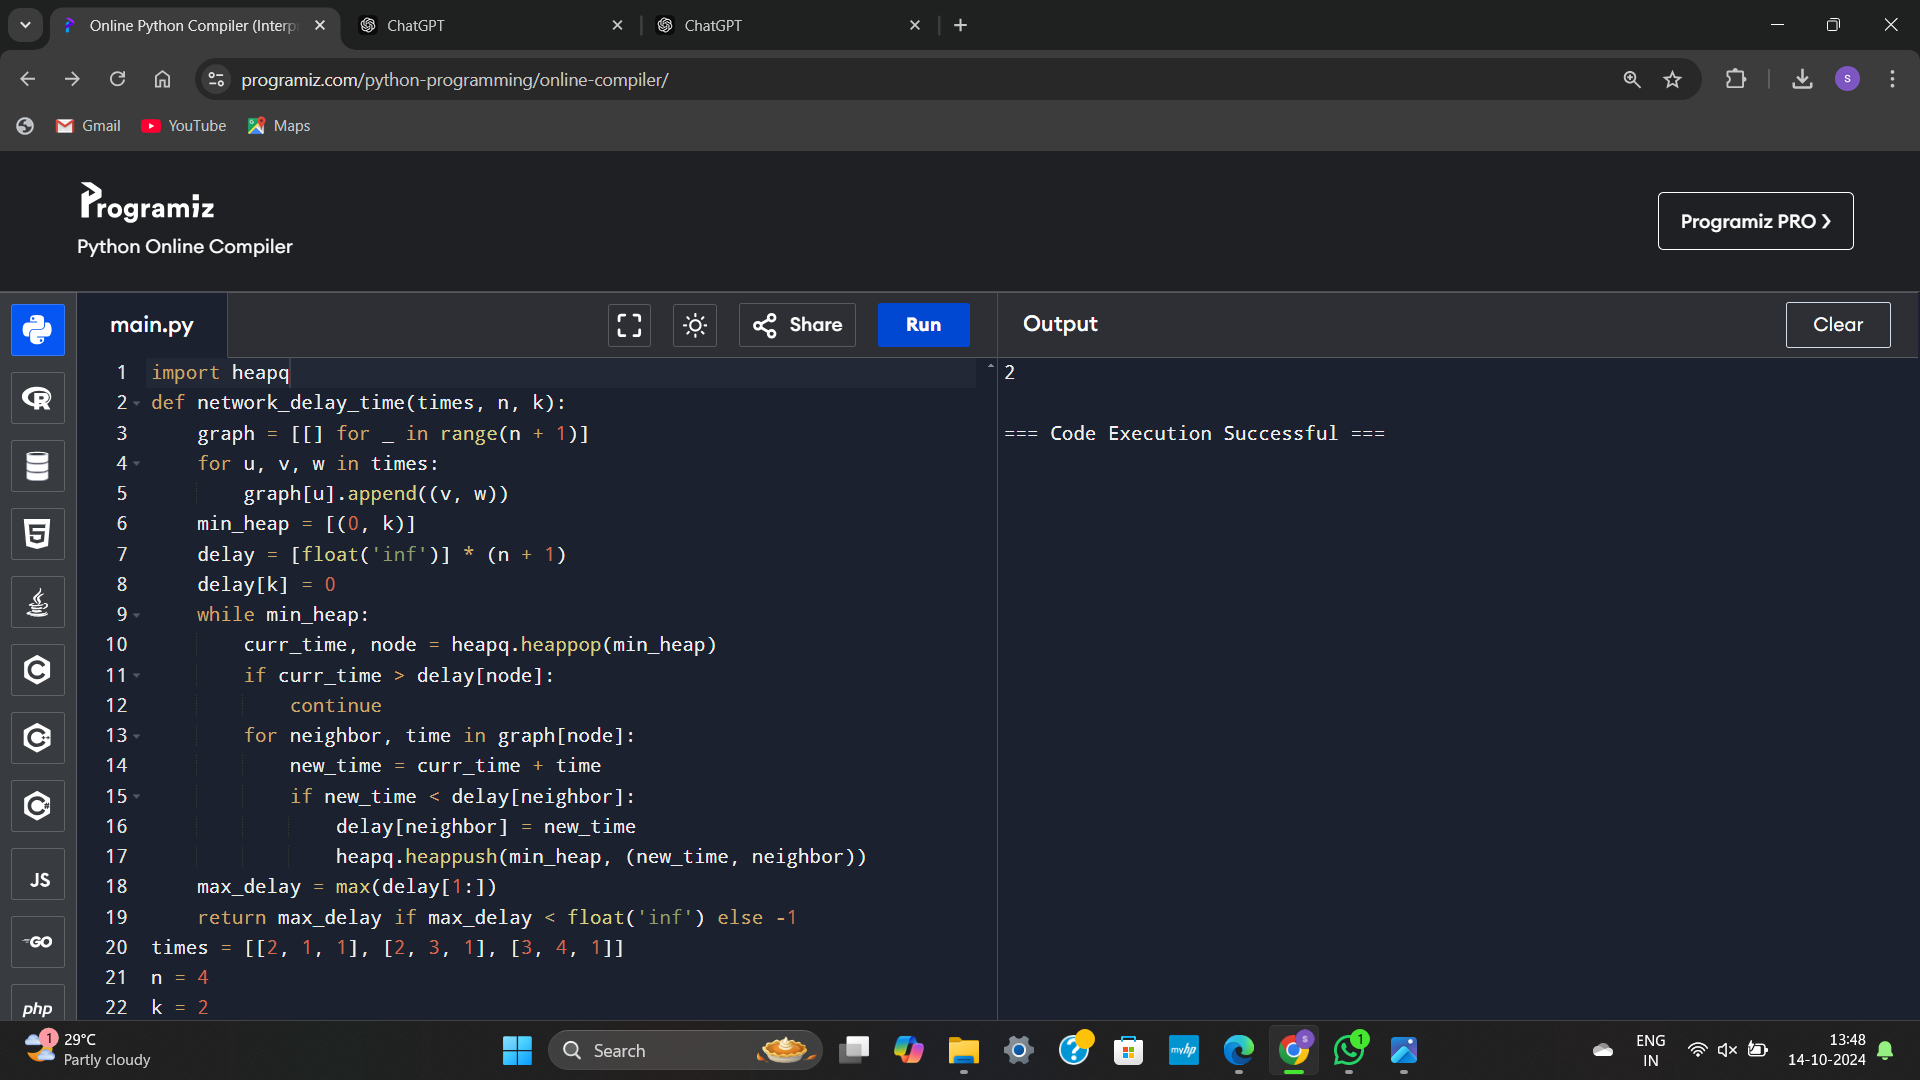 Online Python Compiler (Interp
ChatGPT
ChatGPT
programiz.com/python-programming/online-compiler/
S
Gmail
YouTube
Maps
Programiz
Python Online Compiler
Programiz PRO ❯
main.py
Share
Run
Output
Clear
1 import heapq
2 def network_delay_time(times, n, k):
3     graph = [[] for _ in range(n + 1)]
4     for u, v, w in times:
5         graph[u].append((v, w))
6     min_heap = [(0, k)]
7     delay = [float('inf')] * (n + 1)
8     delay[k] = 0
9     while min_heap:
10         curr_time, node = heapq.heappop(min_heap)
11         if curr_time > delay[node]:
12             continue
13         for neighbor, time in graph[node]:
14             new_time = curr_time + time
15             if new_time < delay[neighbor]:
16                 delay[neighbor] = new_time
17                 heapq.heappush(min_heap, (new_time, neighbor))
18     max_delay = max(delay[1:])
19     return max_delay if max_delay < float('inf') else -1
20 times = [[2, 1, 1], [2, 3, 1], [3, 4, 1]]
21 n = 4
22 k = 2
2
=== Code Execution Successful ===
R
5
C
C++
C#
JS
GO
php
1
29°C
Partly cloudy
Search
myhp
S
1
ENG
IN
13:48
14-10-2024